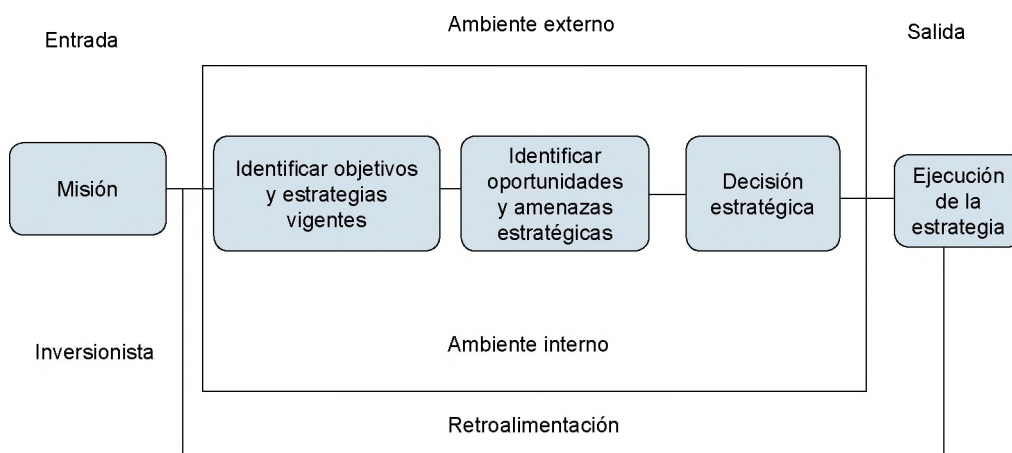 Entrada
Ambiente externo
Salida
Misión
Identificar objetivos
y estrategias
vigentes
Identificar
oportunidades
y amenazas
estratégicas
Decisión
estratégica
Ejecución
de la
estrategia
Inversionista
Ambiente interno
Retroalimentación